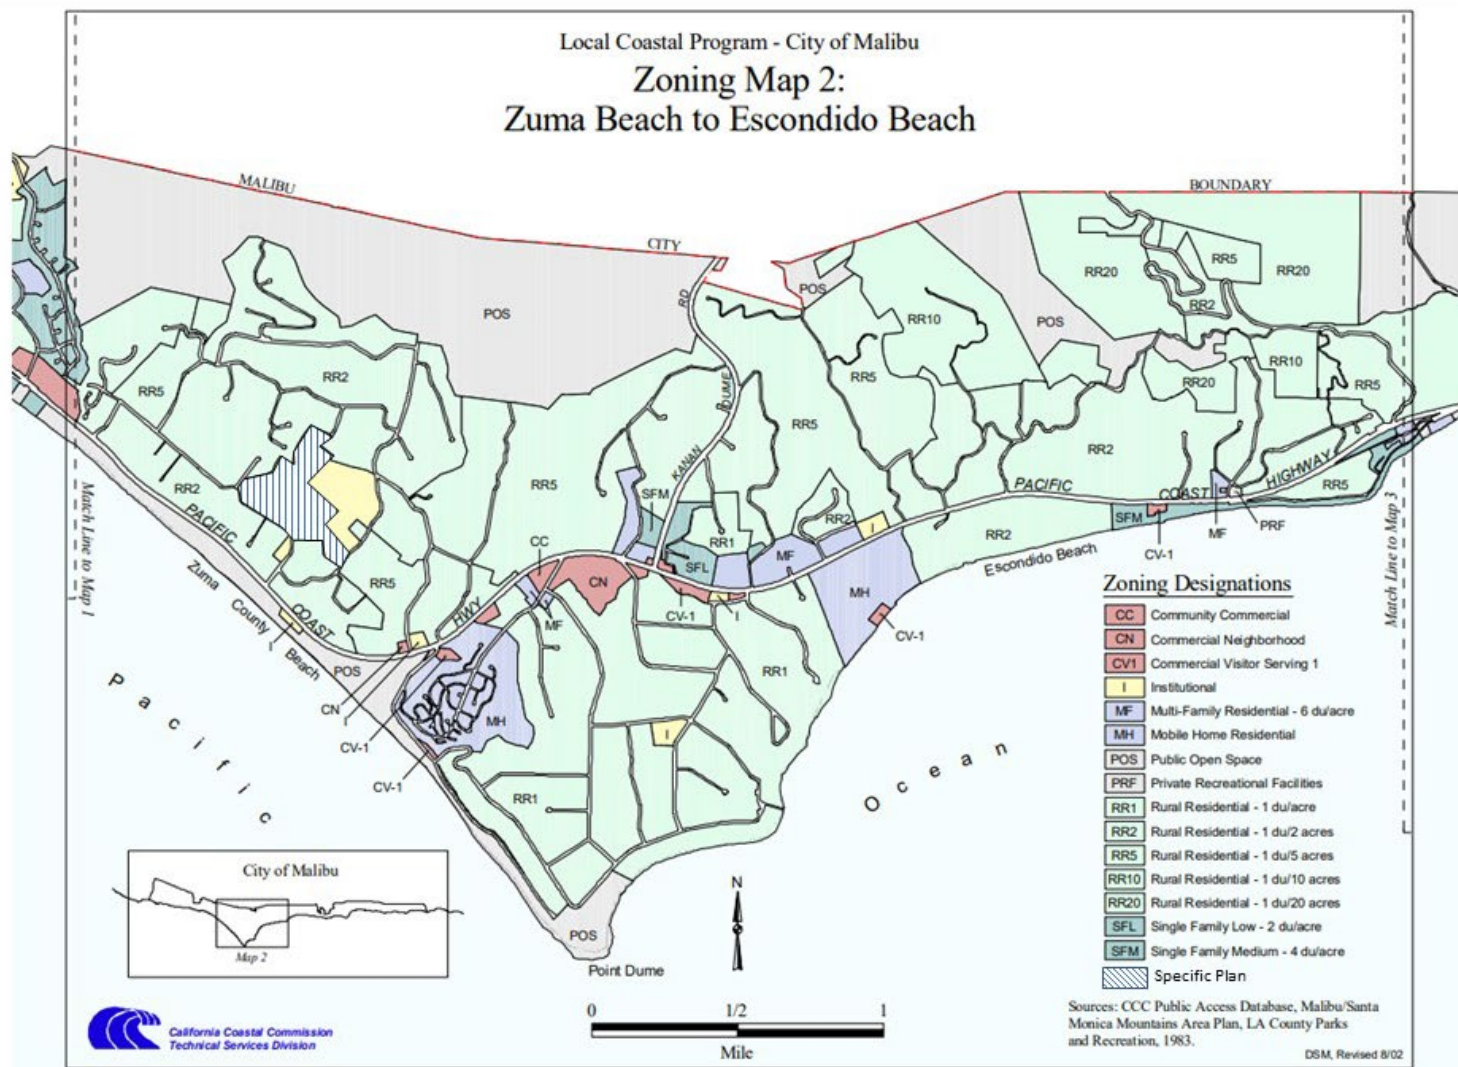 Local Coastal Program - City of Malibu
Zoning Map 2:
Zuma Beach to Escondido Beach
MALIBU
CITY
BOUNDARY
POS
POS
POS
RR20
RR5
RR20
RR2
RR10
RR5
RR10
RR20
RR5
RR5
RR2
RR2
RR5
RR5
RR2
RR5
KANAN
DUME
RD
SFM
SFL
RR1
RR2
I
MF
CC
CN
CV-1
I
MF
MH
CV-1
RR2
Escondido Beach
PACIFIC
COAST
HIGHWAY
RR5
SFM
CV-1
MF
PRF
PACIFIC
COAST
HWY
Zuma
County
Beach
I
POS
CN
I
CV-1
CV-1
MH
RR1
I
RR1
POS
Point Dume
Pacific
Ocean
Match Line to Map 1
Match Line to Map 3
Zoning Designations
CC Community Commercial
CN Commercial Neighborhood
CV1 Commercial Visitor Serving 1
I Institutional
MF Multi-Family Residential - 6 du/acre
MH Mobile Home Residential
POS Public Open Space
PRF Private Recreational Facilities
RR1 Rural Residential - 1 du/acre
RR2 Rural Residential - 1 du/2 acres
RR5 Rural Residential - 1 du/5 acres
RR10 Rural Residential - 1 du/10 acres
RR20 Rural Residential - 1 du/20 acres
SFL Single Family Low - 2 du/acre
SFM Single Family Medium - 4 du/acre
Specific Plan
City of Malibu
Map 2
N
0 1/2 1
Mile
California Coastal Commission
Technical Services Division
Sources: CCC Public Access Database, Malibu/Santa
Monica Mountains Area Plan, LA County Parks
and Recreation, 1983.
DSM, Revised 8/02